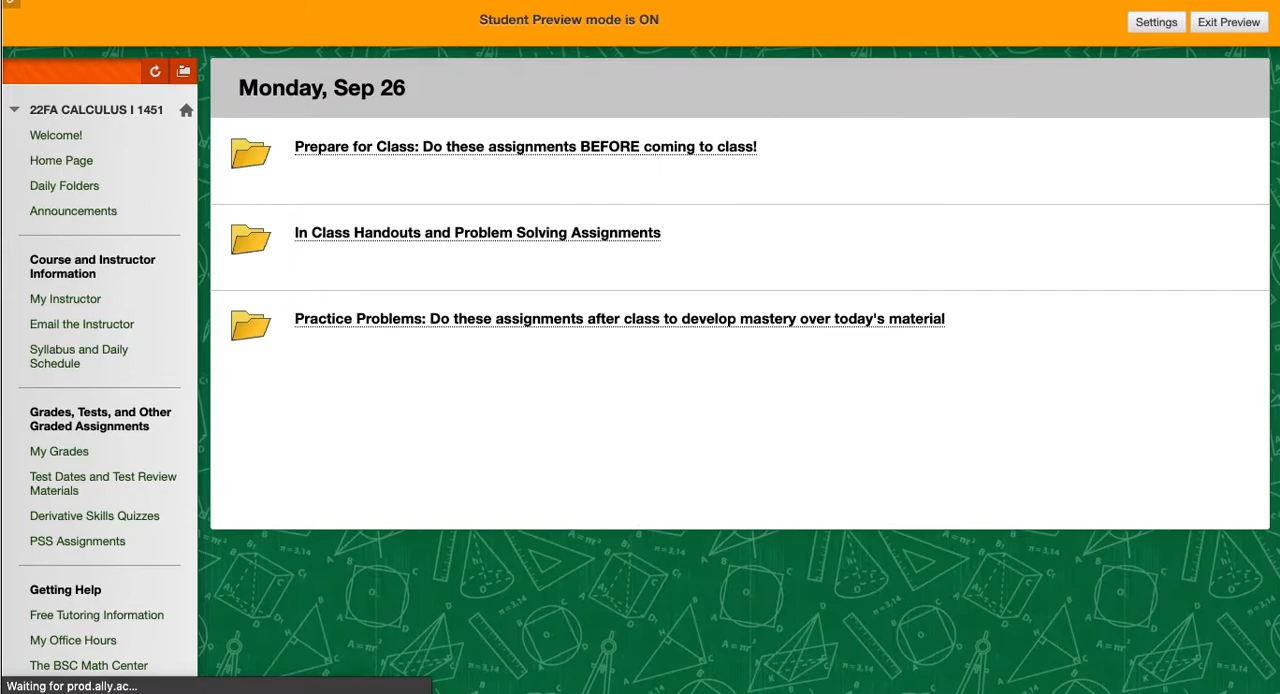 Student Preview mode is ON
Settings
Exit Preview
22FA CALCULUS I 1451
Welcome!
Home Page
Daily Folders
Announcements
Course and Instructor
Information
My Instructor
Email the Instructor
Syllabus and Daily
Schedule
Grades, Tests, and Other
Graded Assignments
My Grades
Test Dates and Test Review
Materials
Derivative Skills Quizzes
PSS Assignments
Getting Help
Free Tutoring Information
My Office Hours
The BSC Math Center
Waiting for prod.ally.ac...
Monday, Sep 26
Prepare for Class: Do these assignments BEFORE coming to class!
In Class Handouts and Problem Solving Assignments
Practice Problems: Do these assignments after class to develop mastery over today's material